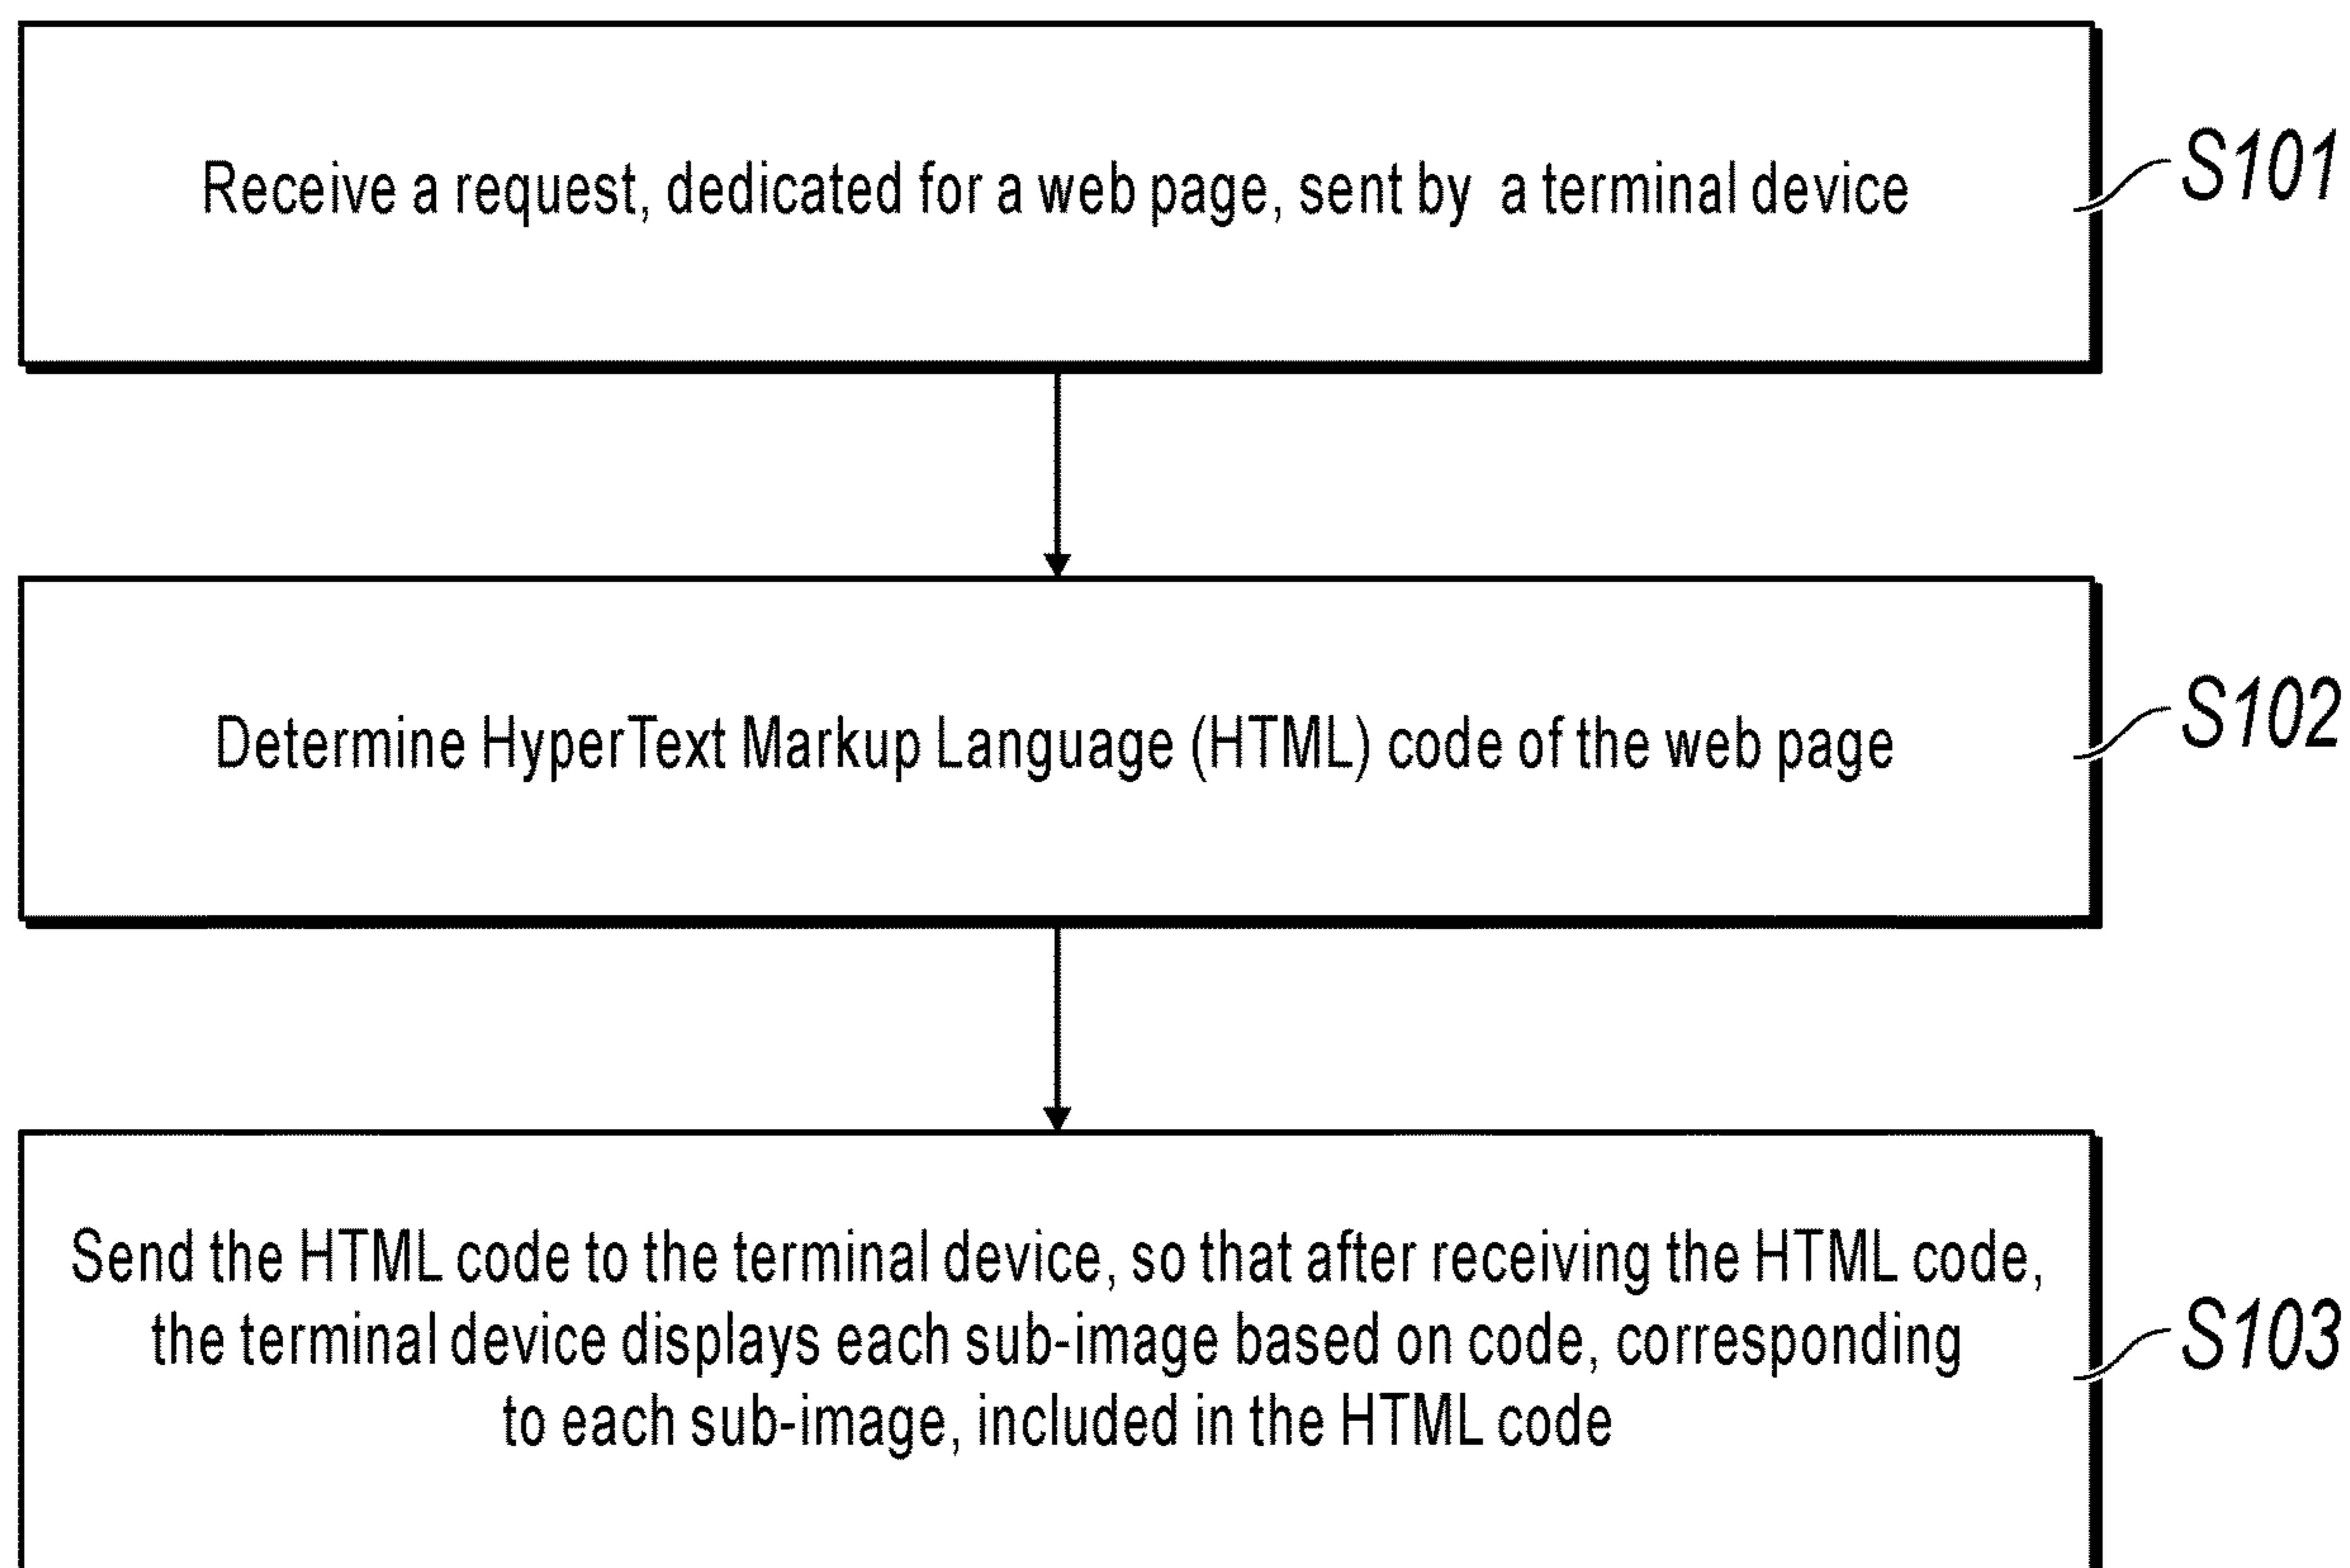 Receive a request, dedicated for a web page, sent by a terminal device
S101
Determine HyperText Markup Language (HTML) code of the web page
S102
Send the HTML code to the terminal device, so that after receiving the HTML code,
the terminal device displays each sub-image based on code, corresponding
to each sub-image, included in the HTML code
S103